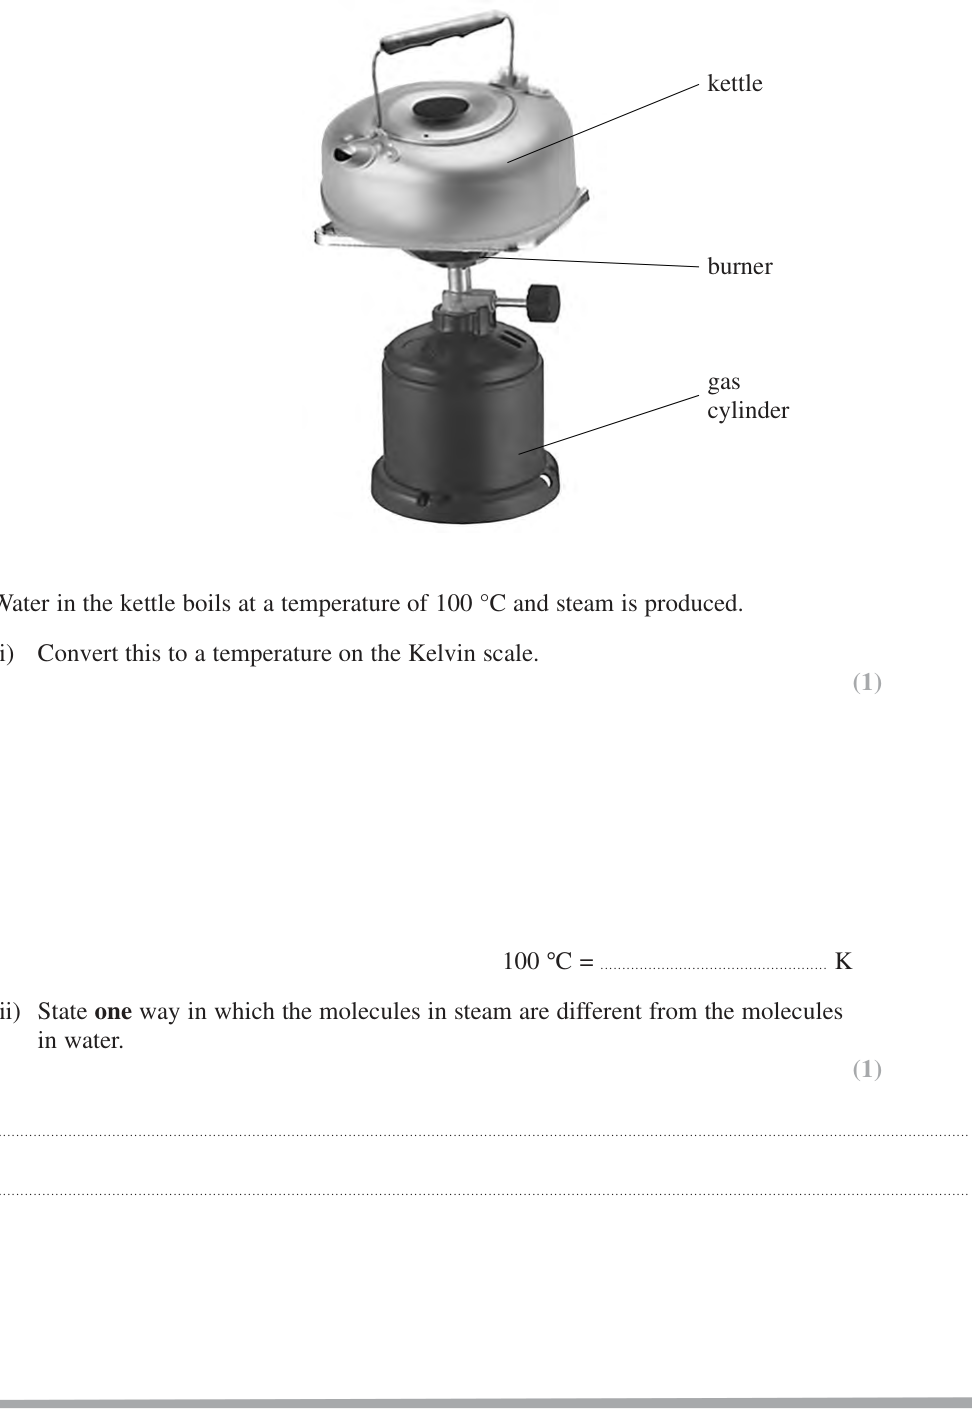 kettle
burner
gas
cylinder
Water in the kettle boils at a temperature of 100 °C and steam is produced.
i) Convert this to a temperature on the Kelvin scale.
(1)
100 °C = ........................................ K
ii) State one way in which the molecules in steam are different from the molecules
in water.
(1)